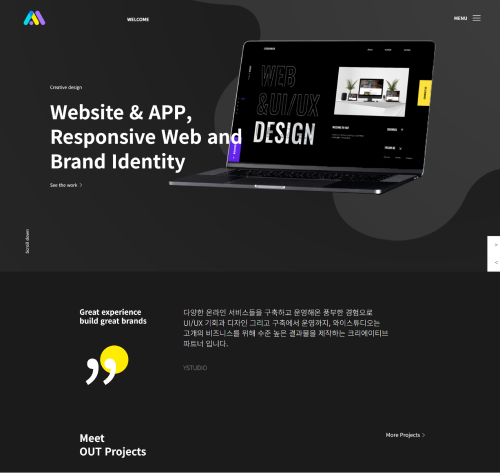 WELCOME
MENU
WEB
&UI/UX
DESIGN
Creative design
Website & APP,
Responsive Web and
Brand Identity
See the work >
Scroll down
>
<
Great experience
build great brands
다양한 온라인 서비스들을 구축하고 운영해온 풍부한 경험으로
UI/UX 기획과 디자인 그리고 구축에서 운영까지, 와이스튜디오는
고객의 비즈니스를 위해 수준 높은 결과물을 제작하는 크리에이티브
파트너 입니다.
YSTUDIO
Meet
OUT Projects
More Projects >